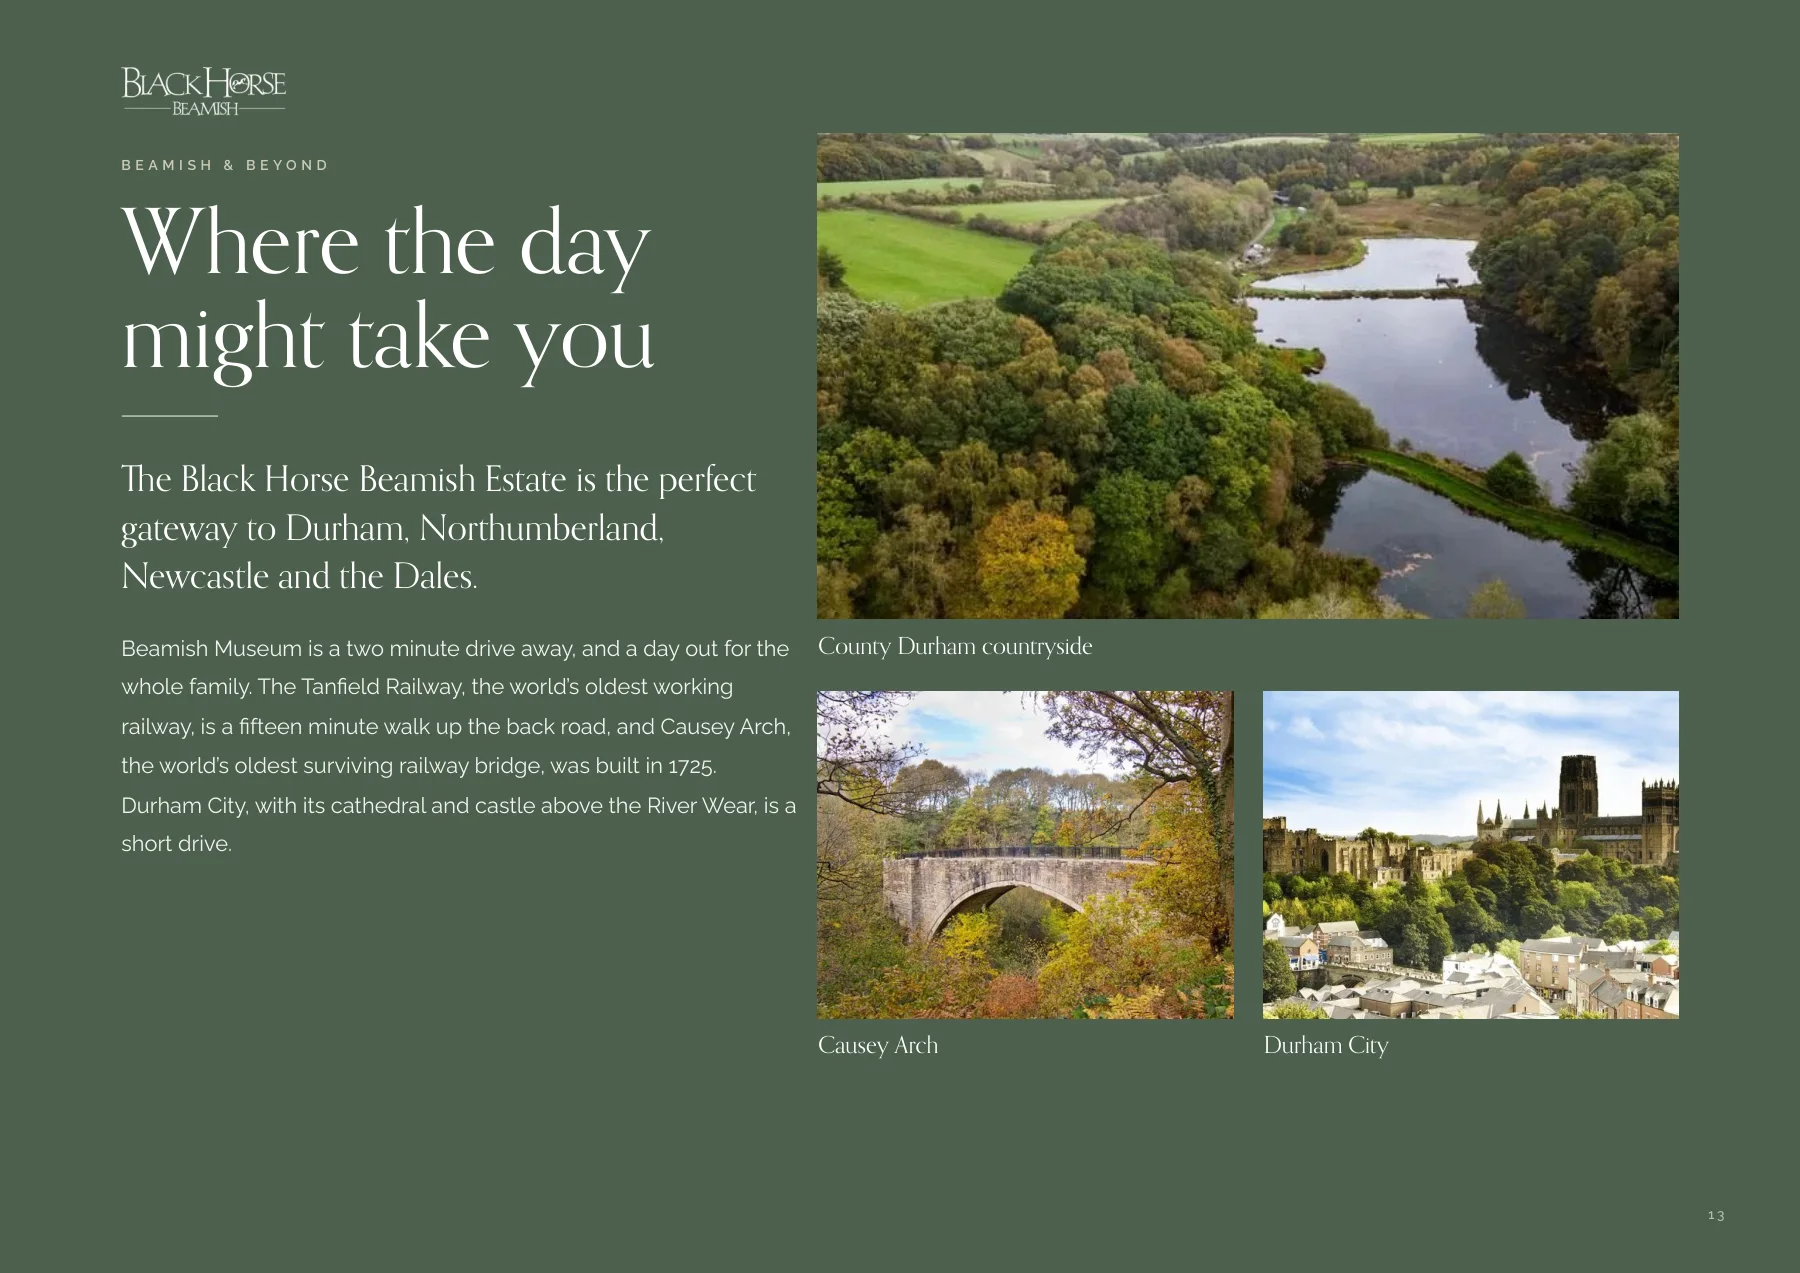 BLACK HORSE
BEAMISH
BEAMISH & BEYOND
Where the day
might take you
The Black Horse Beamish Estate is the perfect
gateway to Durham, Northumberland,
Newcastle and the Dales.
Beamish Museum is a two minute drive away, and a day out for the
whole family. The Tanfield Railway, the world’s oldest working
railway, is a fifteen minute walk up the back road, and Causey Arch,
the world’s oldest surviving railway bridge, was built in 1725.
Durham City, with its cathedral and castle above the River Wear, is a
short drive.
County Durham countryside
Causey Arch
Durham City
13